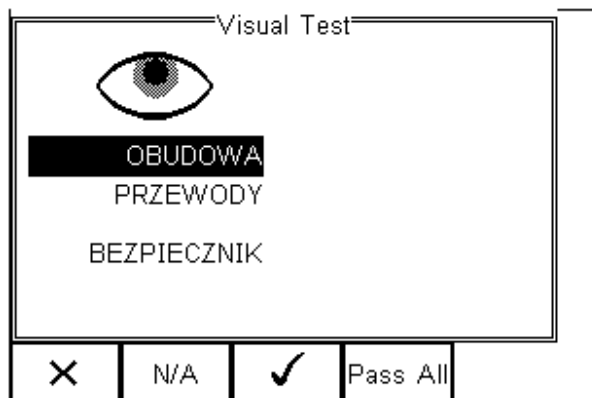 Visual Test
OBUDOWA
PRZEWODY
BEZPIECZNIK
N/A
Pass All